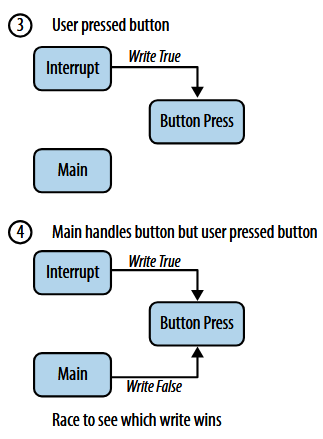 3 User pressed button
Write True
Interrupt
Button Press
Main
4 Main handles button but user pressed button
Write True
Interrupt
Button Press
Main
Write False
Race to see which write wins